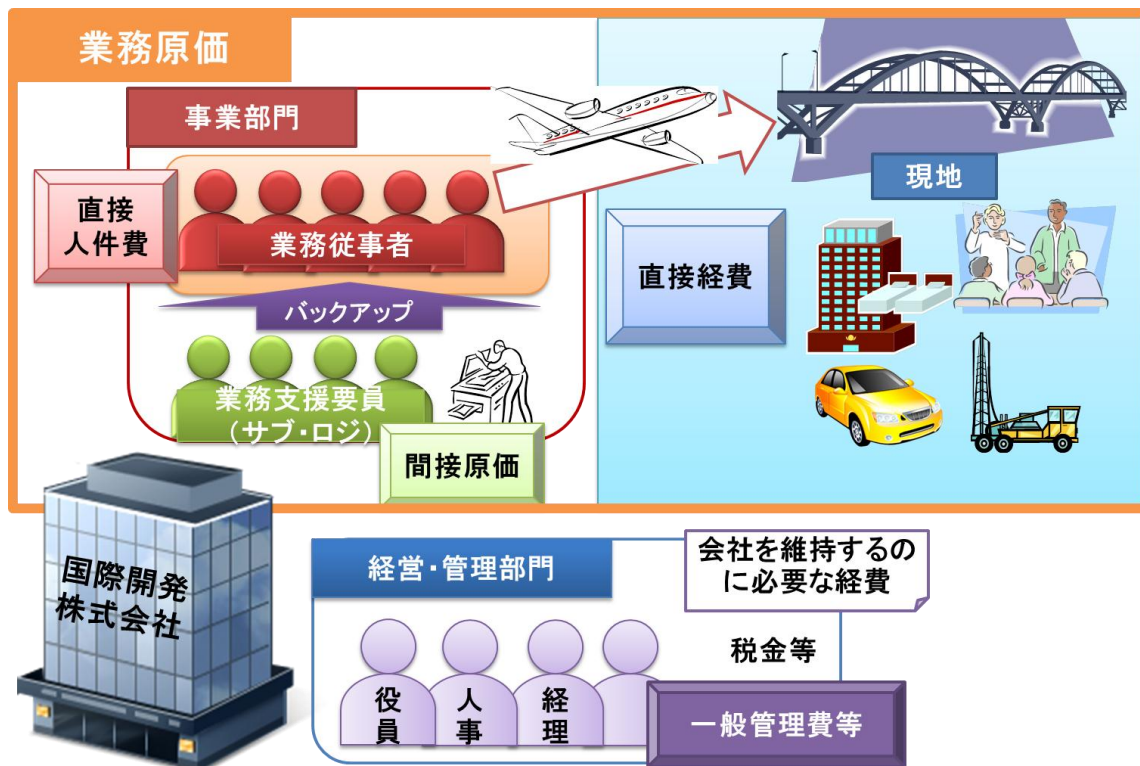 業務原価
事業部門
現地
直接
人件費
業務従事者
直接経費
バックアップ
業務支援要員
（サブ・ロジ）
間接原価
国際開発
株式会社
経営・管理部門
会社を維持するの
に必要な経費
税金等
役員
人事
経理
一般管理費等